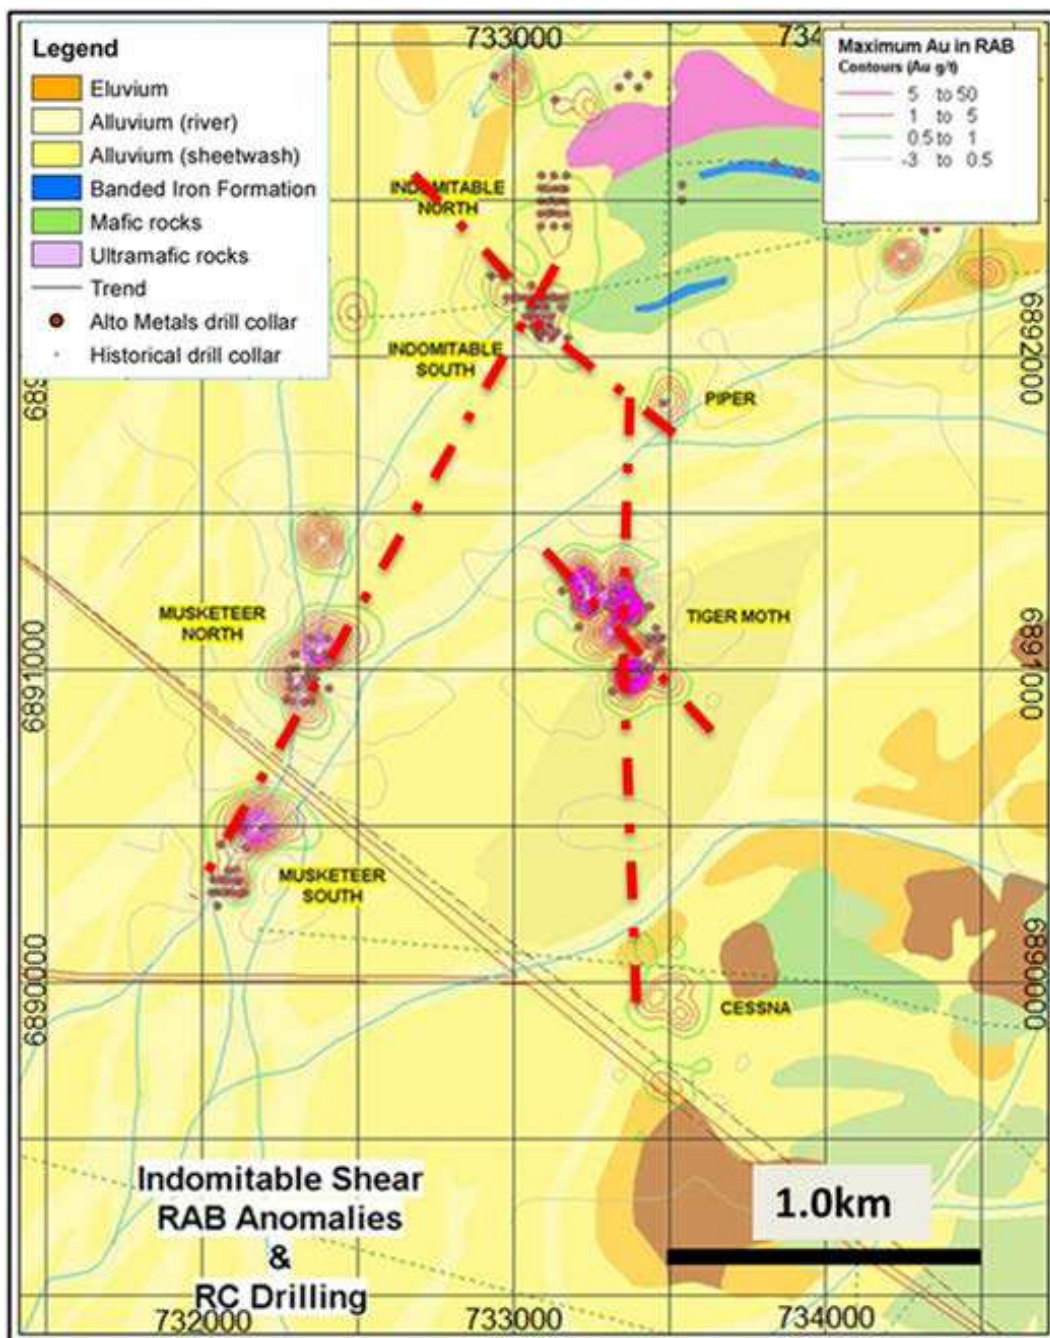 Legend
Eluvium
Alluvium (river)
Alluvium (sheetwash)
Banded Iron Formation
Mafic rocks
Ultramafic rocks
Trend
Alto Metals drill collar
Historical drill collar
733000
Maximum Au in RAB
Contours (Au g/t)
5 to 50
1 to 5
0.5 to 1
-3 to 0.5
INDOMITABLE
NORTH
INDOMITABLE
SOUTH
6892000
PIPER
MUSKETEER
NORTH
TIGER MOTH
6891000
6891000
MUSKETEER
SOUTH
6890000
6890000
CESSNA
Indomitable Shear
RAB Anomalies
&
RC Drilling
1.0km
732000
733000
734000